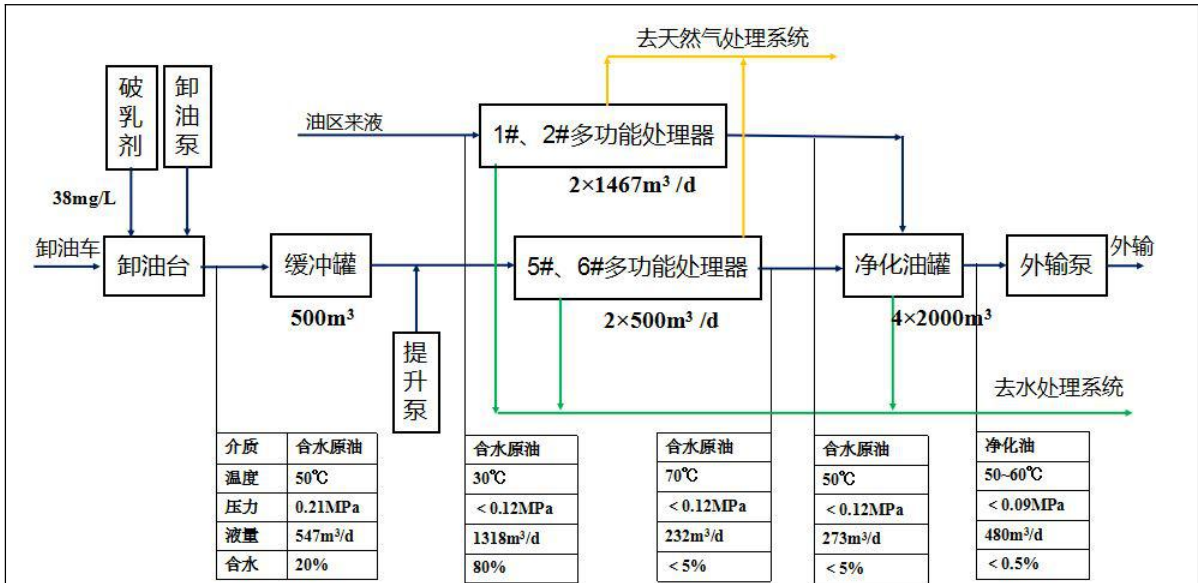 去天然气处理系统
破乳剂
卸油泵
油区来液
1#、2#多功能处理器
2×1467m³ /d
38mg/L
卸油车
卸油台
缓冲罐
500m³
5#、6#多功能处理器
2×500m³ /d
净化油罐
4×2000m³
外输泵
外输
提升泵
去水处理系统
介质 含水原油 含水原油 含水原油 含水原油 净化油
温度 50℃ 30℃ 70℃ 50℃ 50~60℃
压力 0.21MPa ＜0.12MPa ＜0.12MPa ＜0.12MPa ＜0.09MPa
液量 547m³/d 1318m³/d 232m³/d 273m³/d 480m³/d
含水 20% 80% ＜5% ＜5% ＜0.5%